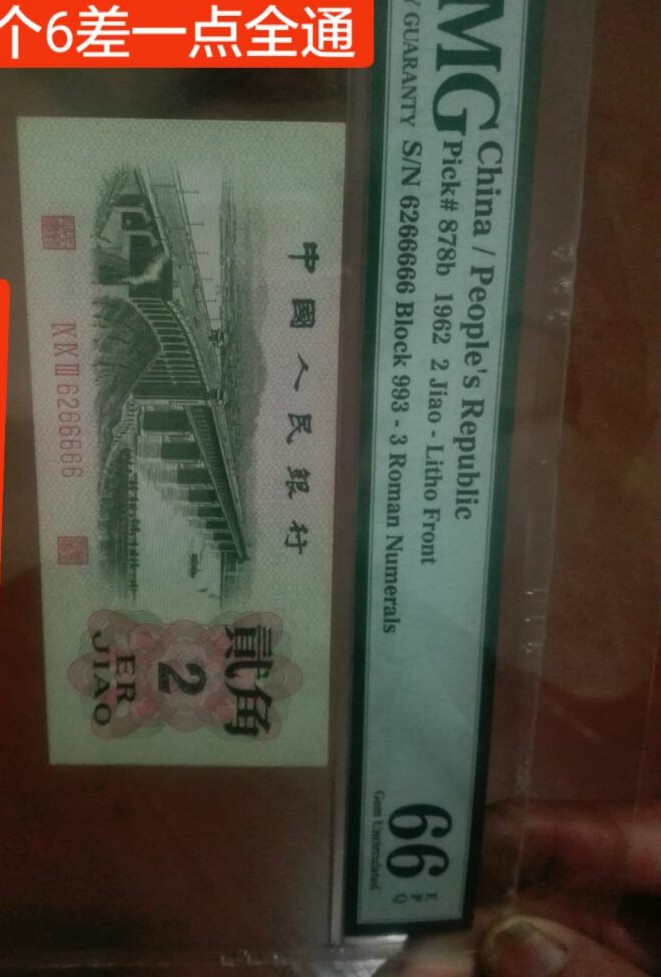 个6差一点全通
MG
Y GUARANTY
China / People's Republic
Pick# 878b 1962 2 Jiao - Litho Front
S/N 6266666 Block 993 - 3 Roman Numerals
66
EPQ
Gem Uncirculated
中國人民銀行
ⅨⅨⅢ6266666
貳角
2
ER
JIAO